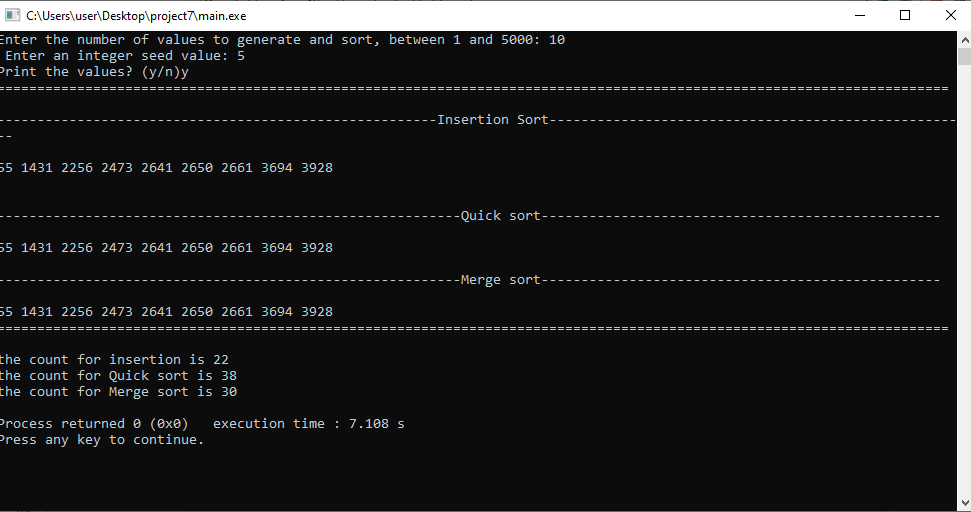 C:\Users\user\Desktop\project7\main.exe
Enter the number of values to generate and sort, between 1 and 5000: 10
Enter an integer seed value: 5
Print the values? (y/n)y
=======================================================================================================================
-------------------------------------------------------Insertion Sort---------------------------------------------------
--
55 1431 2256 2473 2641 2650 2661 3694 3928
----------------------------------------------------------Quick sort--------------------------------------------------
55 1431 2256 2473 2641 2650 2661 3694 3928
----------------------------------------------------------Merge sort--------------------------------------------------
55 1431 2256 2473 2641 2650 2661 3694 3928
=======================================================================================================================
the count for insertion is 22
the count for Quick sort is 38
the count for Merge sort is 30
Process returned 0 (0x0)   execution time : 7.108 s
Press any key to continue.